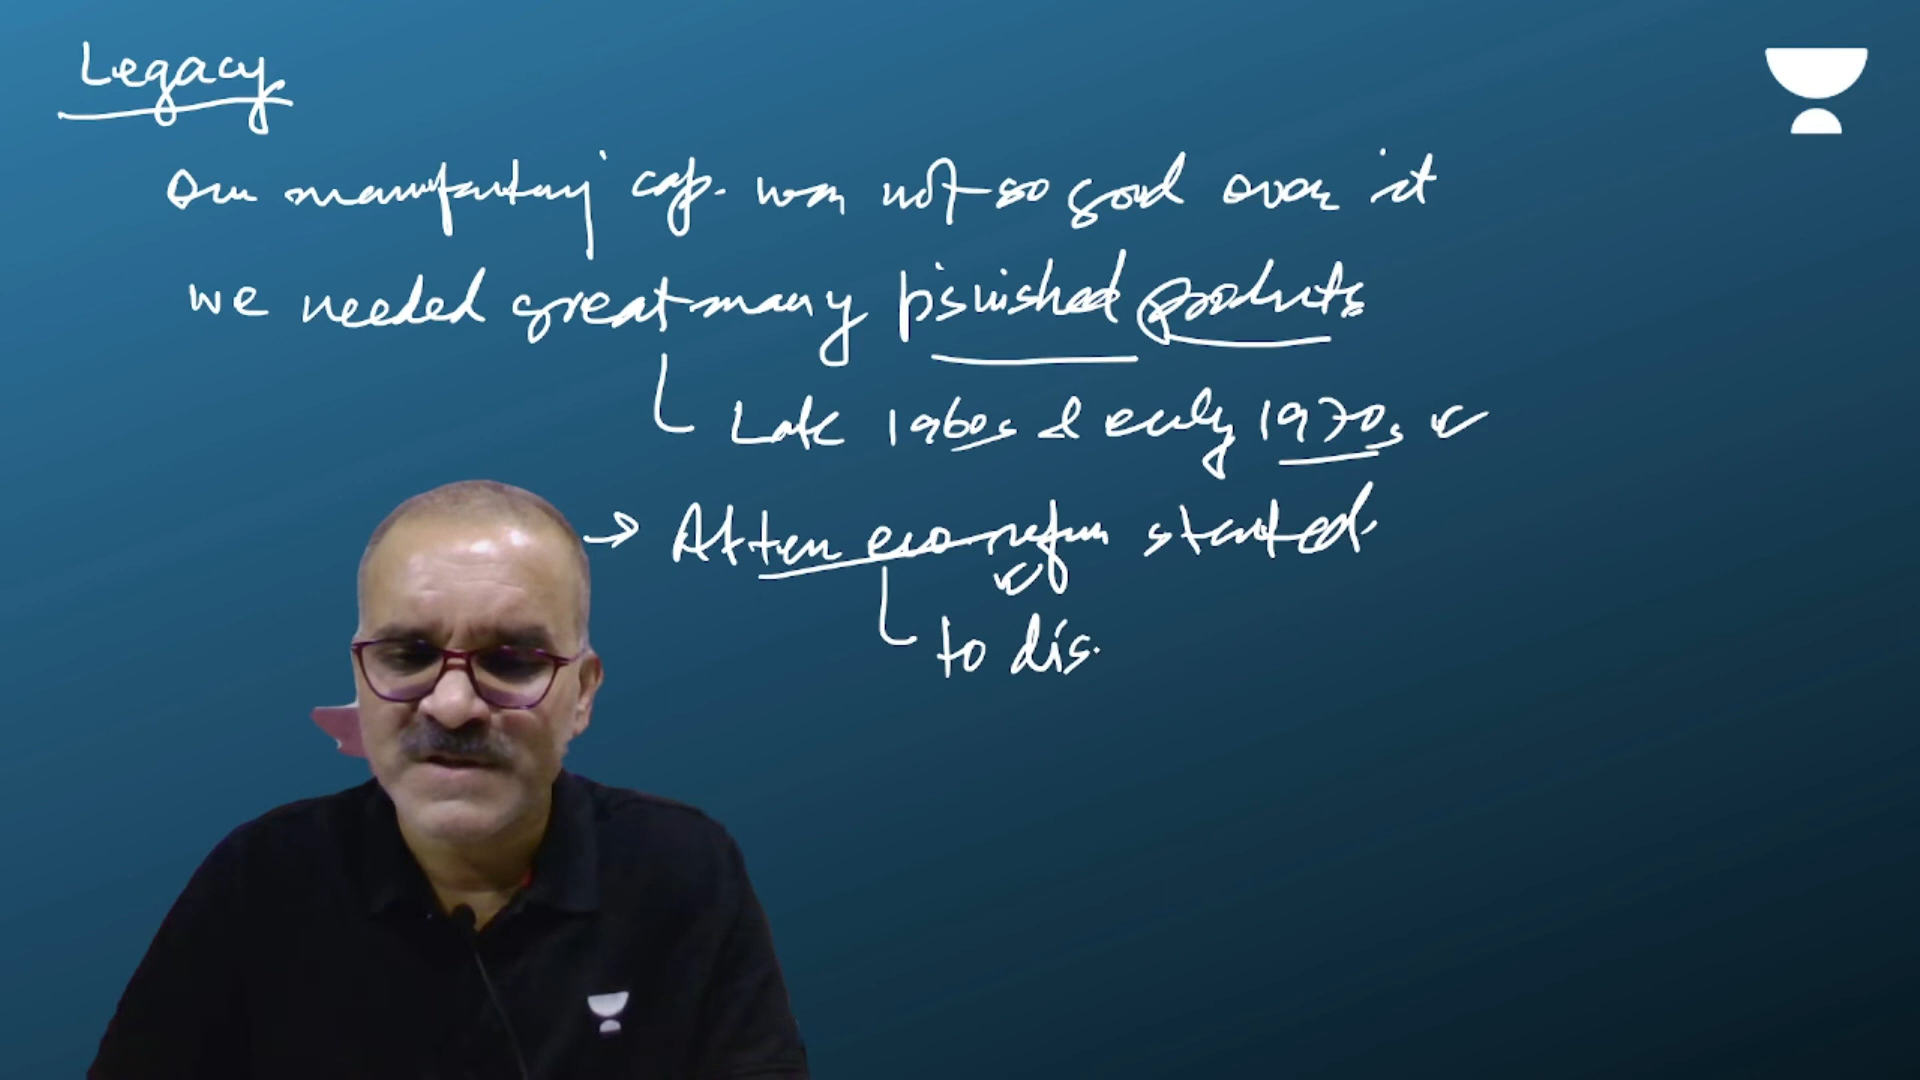 Legacy
Our manufacturing cap. was not so good over it
we needed great many finished products
Late 1960s & early 1970s
→ After eco reform started.
to dis.